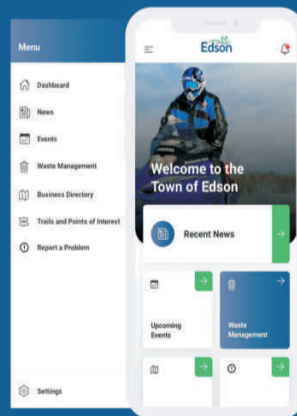 Menu
Dashboard
News
Events
Waste Management
Business Directory
Trails and Points of Interest
Report a Problem
Settings
Edson
Welcome to the
Town of Edson
Recent News
Upcoming
Events
Waste
Management